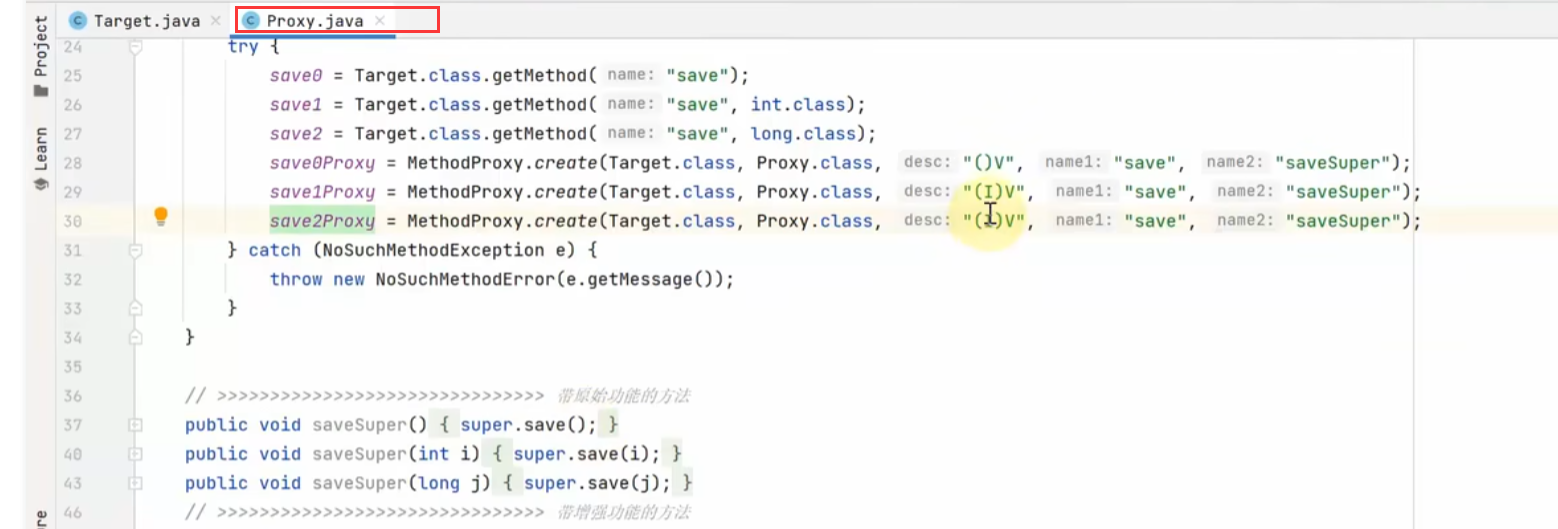 Target.java
Proxy.java
Project
Learn
24 try {
25 save0 = Target.class.getMethod( name: "save");
26 save1 = Target.class.getMethod( name: "save", int.class);
27 save2 = Target.class.getMethod( name: "save", long.class);
28 save0Proxy = MethodProxy.create(Target.class, Proxy.class, desc: "()V", name1: "save", name2: "saveSuper");
29 save1Proxy = MethodProxy.create(Target.class, Proxy.class, desc: "(I)V", name1: "save", name2: "saveSuper");
30 save2Proxy = MethodProxy.create(Target.class, Proxy.class, desc: "(I)V", name1: "save", name2: "saveSuper");
31 } catch (NoSuchMethodException e) {
32 throw new NoSuchMethodError(e.getMessage());
33 }
34 }
35
36 // >>>>>>>>>>>>>>>>>>>>>>>>>>>>>>> 带原始功能的方法
37 public void saveSuper() { super.save(); }
40 public void saveSuper(int i) { super.save(i); }
43 public void saveSuper(long j) { super.save(j); }
46 // >>>>>>>>>>>>>>>>>>>>>>>>>>>>>>> 带增强功能的方法